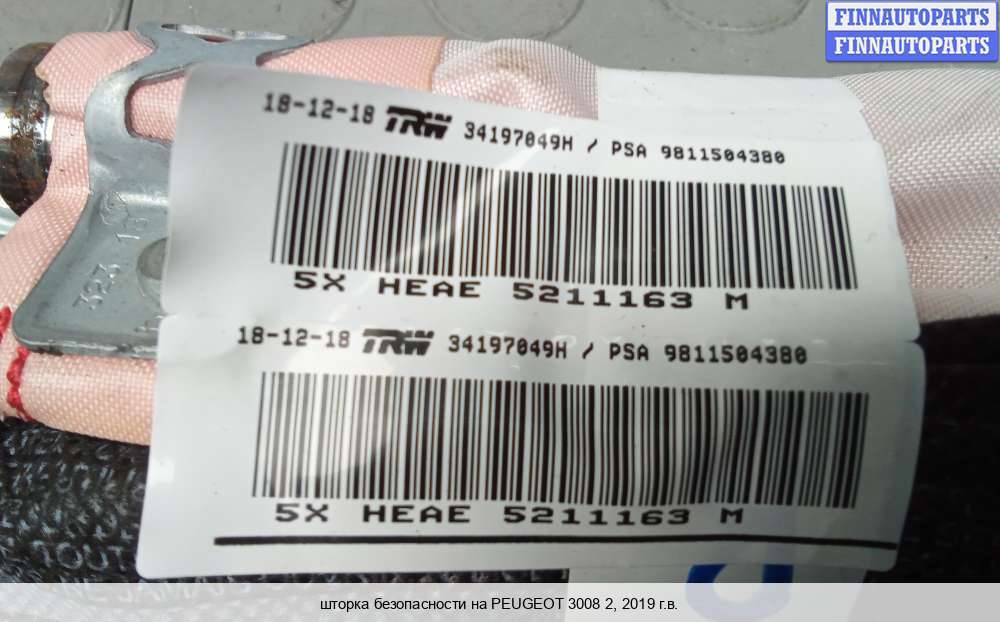 FINNAUTOPARTS
FINNAUTOPARTS
18-12-18 TRW 34197049H / PSA 9811504380
5X HEAE 5211163 M
18-12-18 TRW 34197049H / PSA 9811504380
5X HEAE 5211163 M
шторка безопасности на PEUGEOT 3008 2, 2019 г.в.